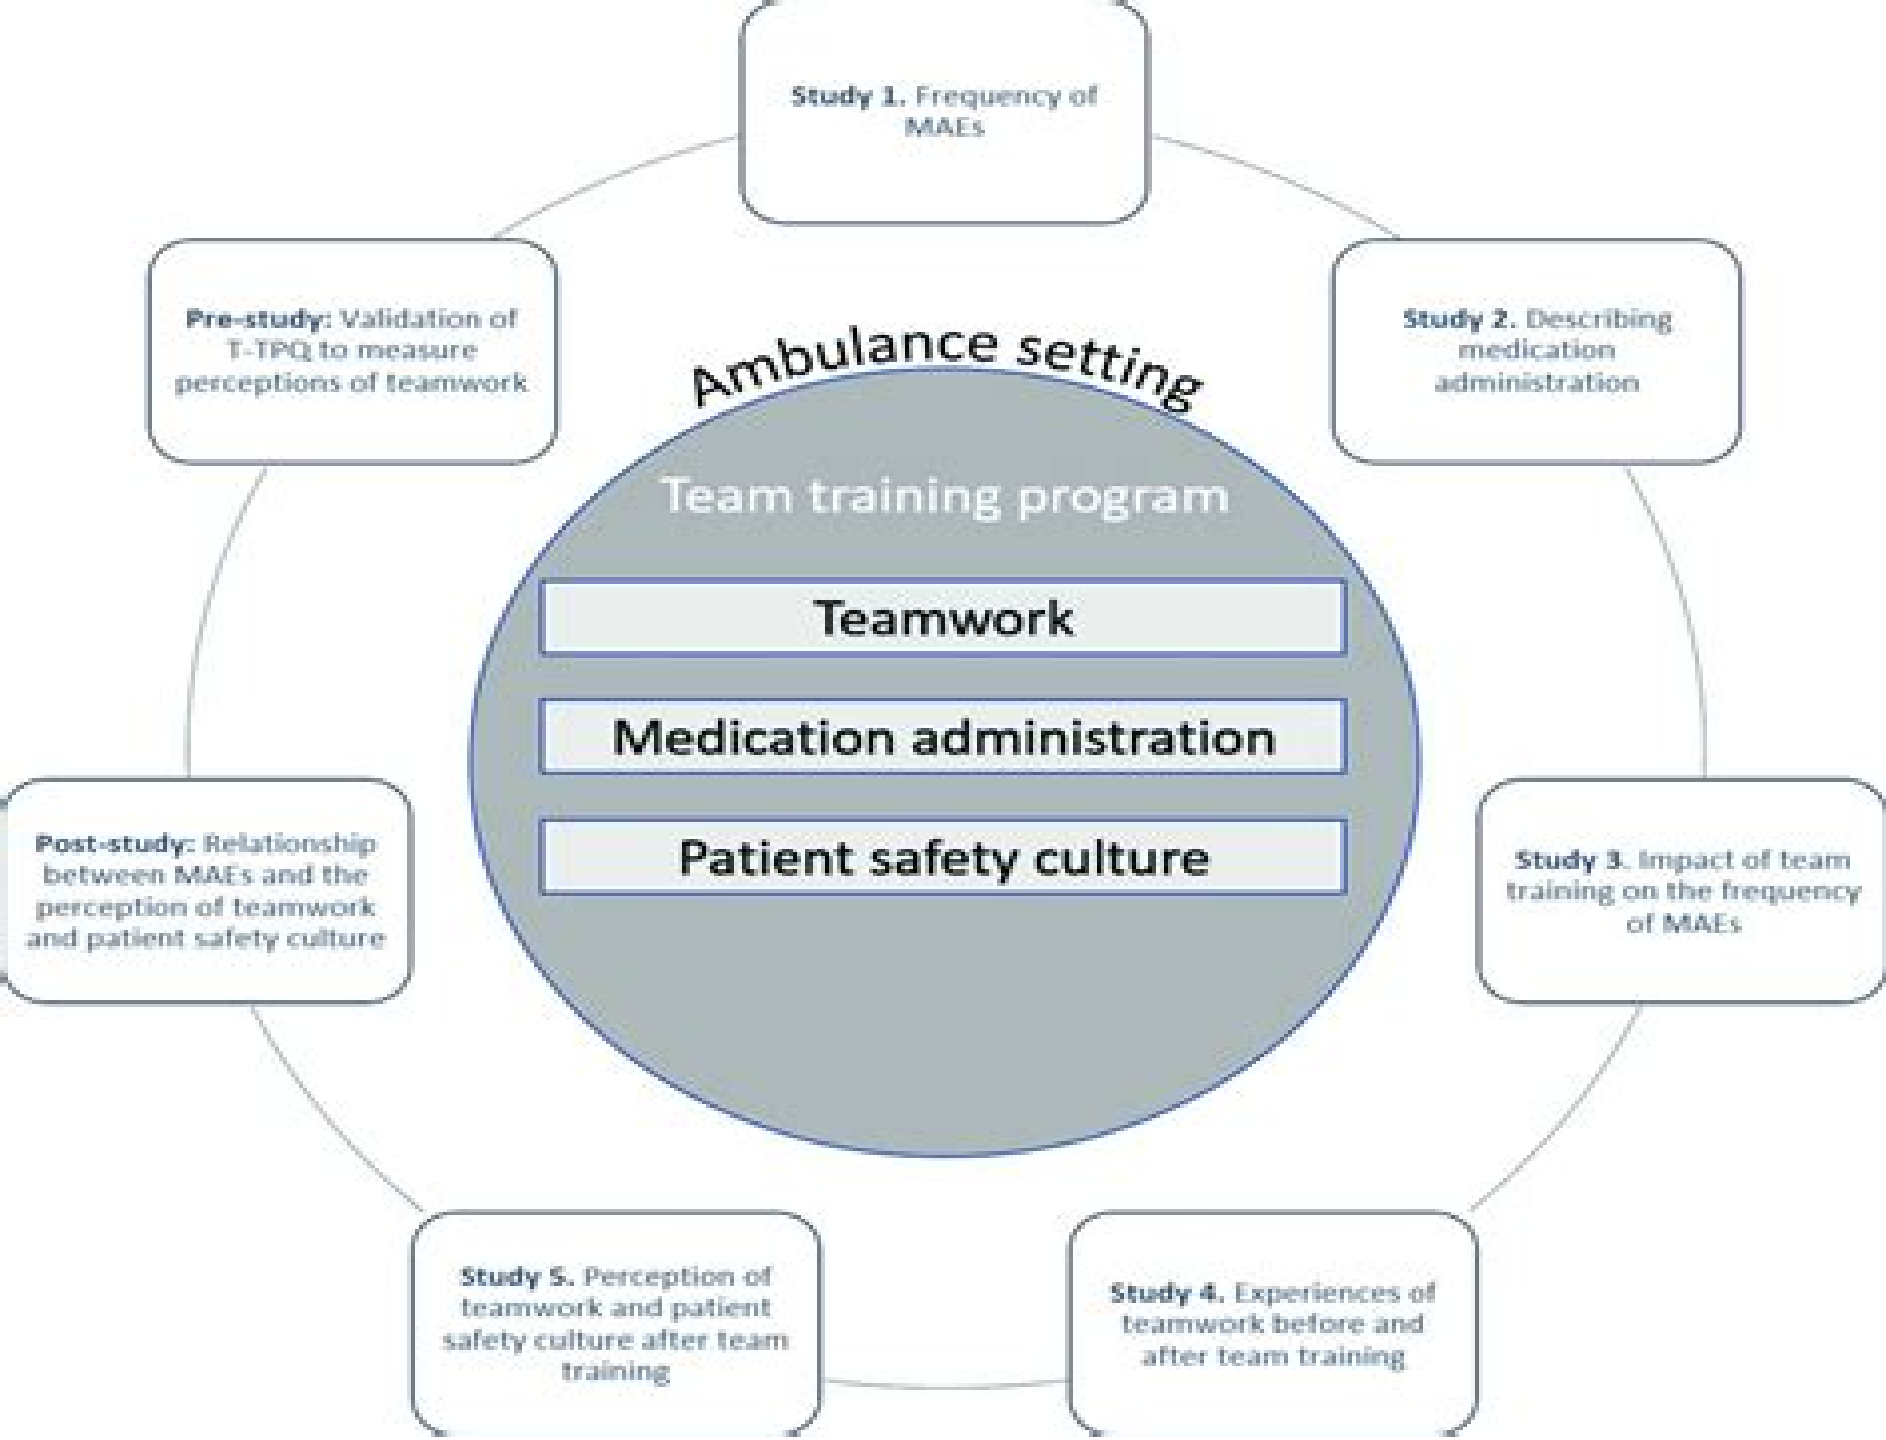 Study 1. Frequency of
MAEs
Pre-study: Validation of
T-TPQ to measure
perceptions of teamwork
Study 2. Describing
medication
administration
Ambulance setting
Team training program
Teamwork
Medication administration
Patient safety culture
Post-study: Relationship
between MAEs and the
perception of teamwork
and patient safety culture
Study 3. Impact of team
training on the frequency
of MAEs
Study 5. Perception of
teamwork and patient
safety culture after team
training
Study 4. Experiences of
teamwork before and
after team training